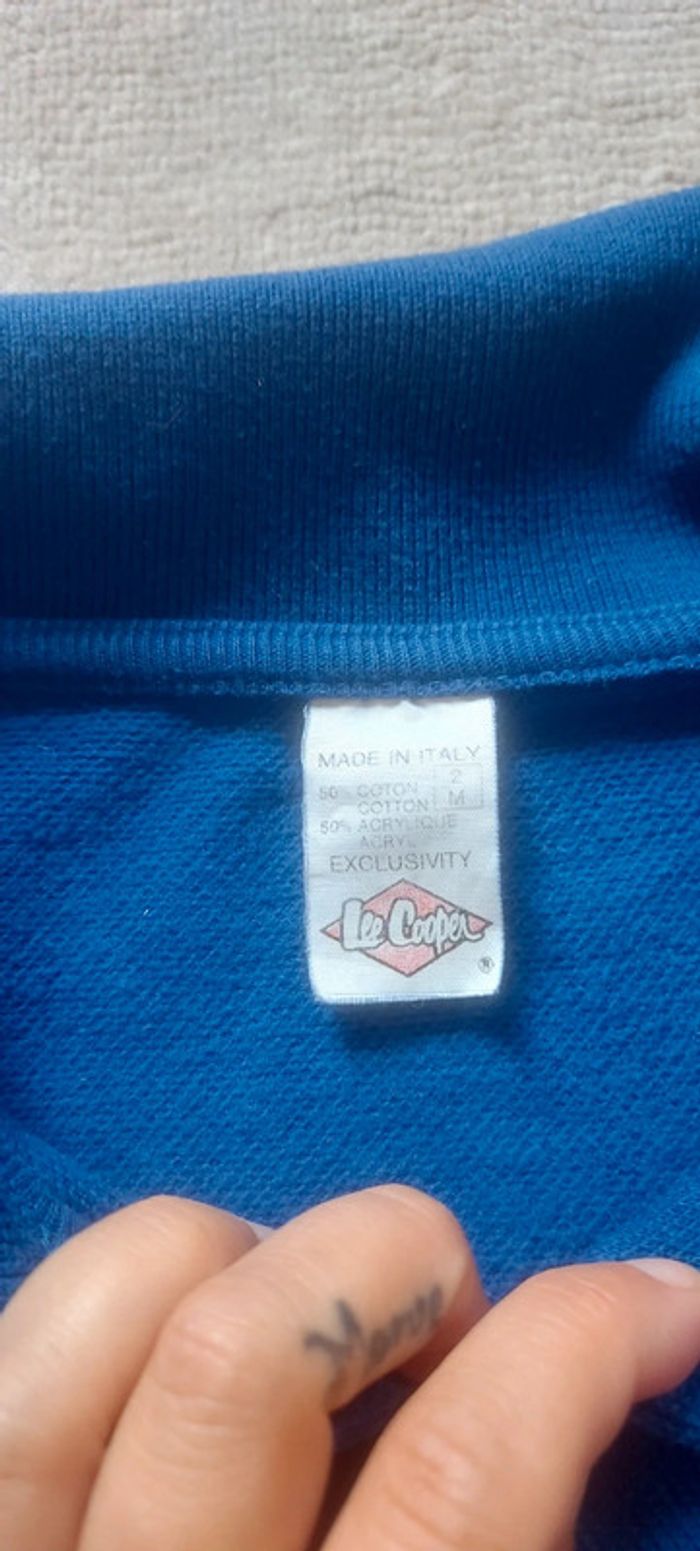 MADE IN ITALY
50% COTON 2
COTTON M
50% ACRYLIQUE
ACRYL
EXCLUSIVITY
Lee Cooper
®